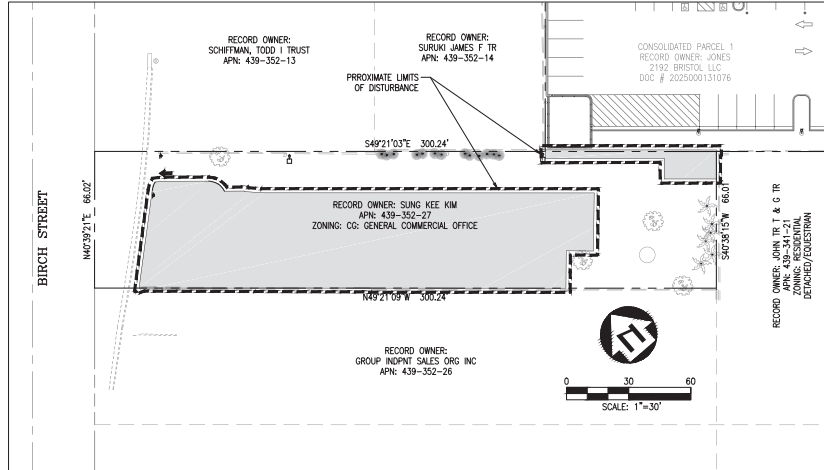 RECORD OWNER:
SCHIFFMAN, TODD I TRUST
APN: 439-352-13
RECORD OWNER:
SURUKI JAMES F TR
APN: 439-352-14
CONSOLIDATED PARCEL 1
RECORD OWNER: JONES
2192 BRISTOL LLC
DOC # 2025000131076
PRROXIMATE LIMITS
OF DISTURBANCE
S49°21'03"E 300.24'
BIRCH STREET
N40°39'21"E 66.02'
RECORD OWNER: SUNG KEE KIM
APN: 439-352-27
ZONING: CG: GENERAL COMMERCIAL OFFICE
S40°38'15"W 66.01'
RECORD OWNER: JOHN TR T & G TR
APN: 439-341-21
ZONING: RESIDENTIAL
DETACHED/EQUESTRIAN
N49°21'09"W 300.24'
RECORD OWNER:
GROUP INDPNT SALES ORG INC
APN: 439-352-26
0 30 60
SCALE: 1"=30'